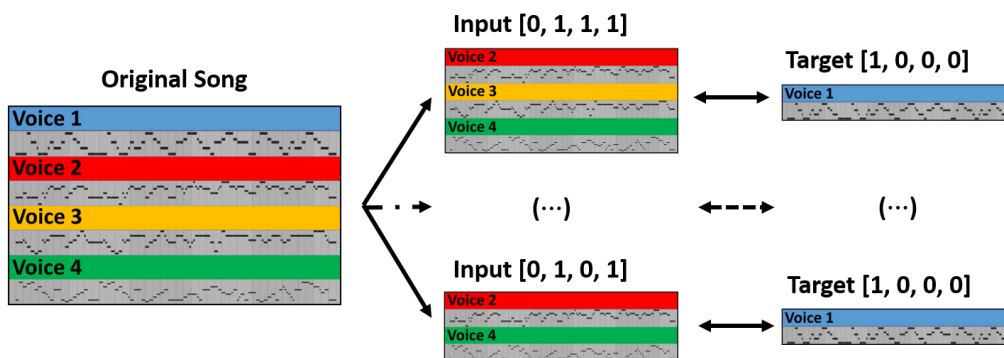 Original Song
Voice 1
Voice 2
Voice 3
Voice 4
Input [0, 1, 1, 1]
Voice 2
Voice 3
Voice 4
Target [1, 0, 0, 0]
Voice 1
(···)
(···)
Input [0, 1, 0, 1]
Voice 2
Voice 4
Target [1, 0, 0, 0]
Voice 1